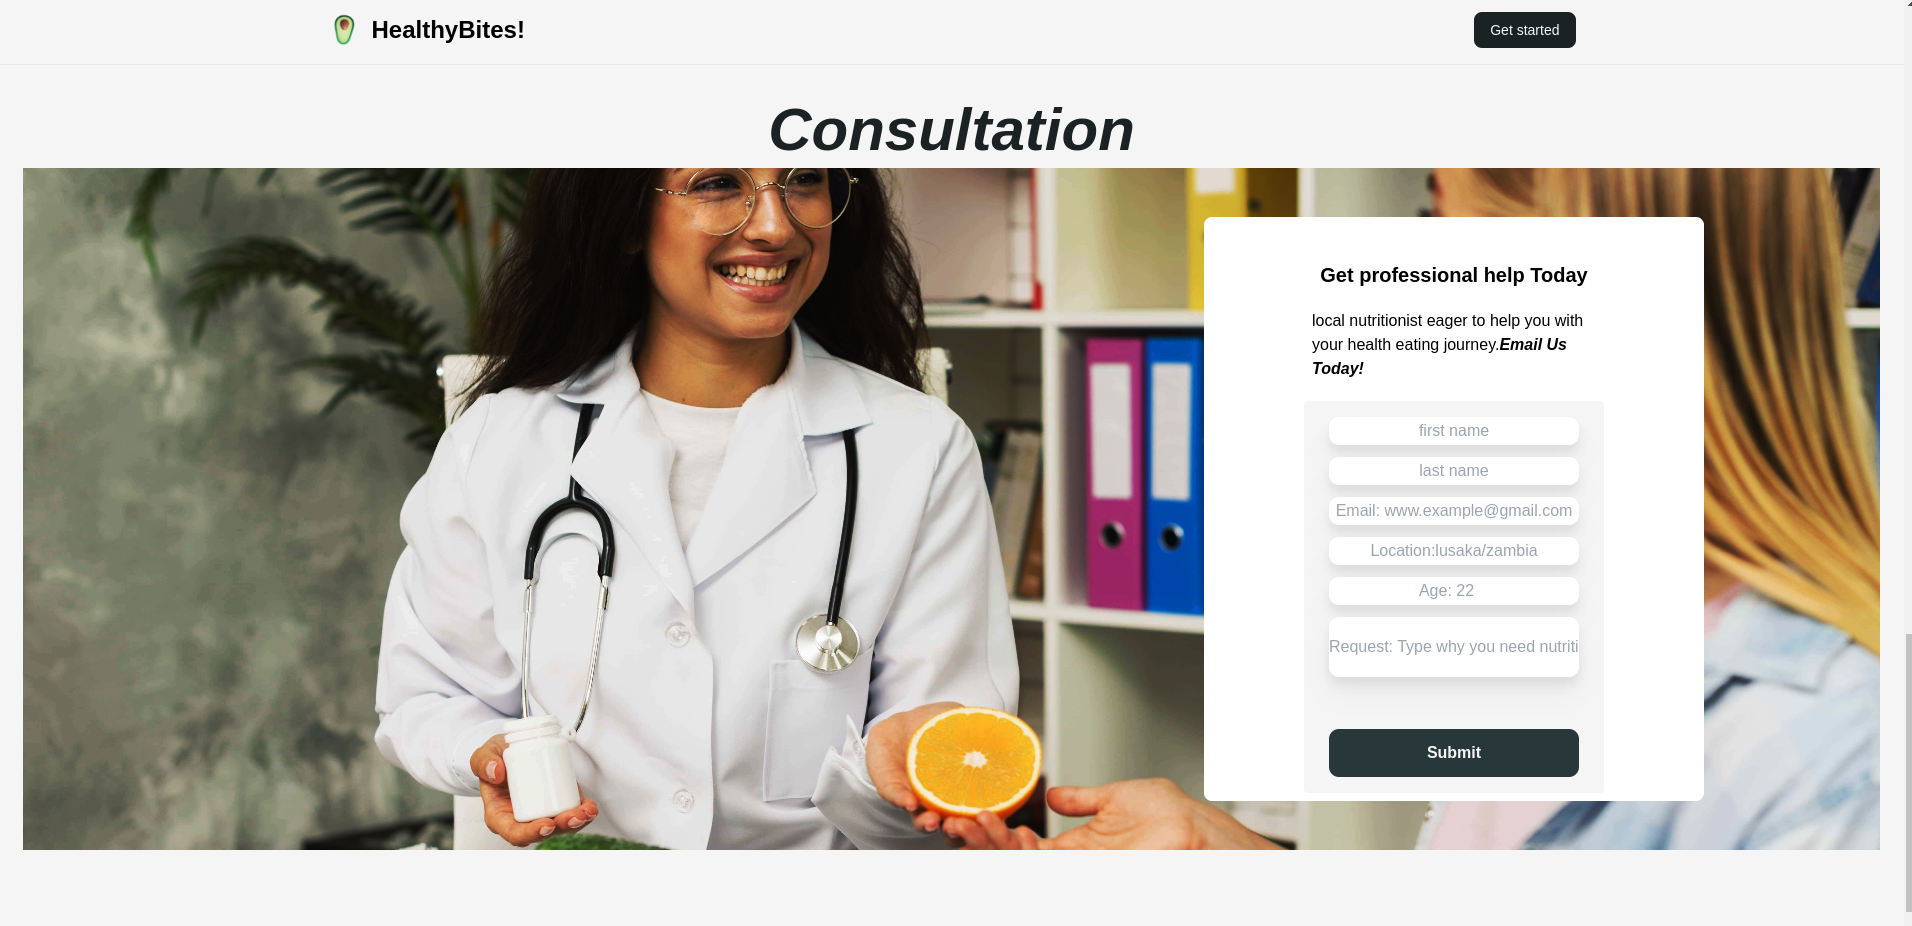 HealthyBites!
Get started
Consultation
Get professional help Today
local nutritionist eager to help you with
your health eating journey.Email Us
Today!
first name
last name
Email: www.example@gmail.com
Location:lusaka/zambia
Age: 22
Request: Type why you need nutriti
Submit